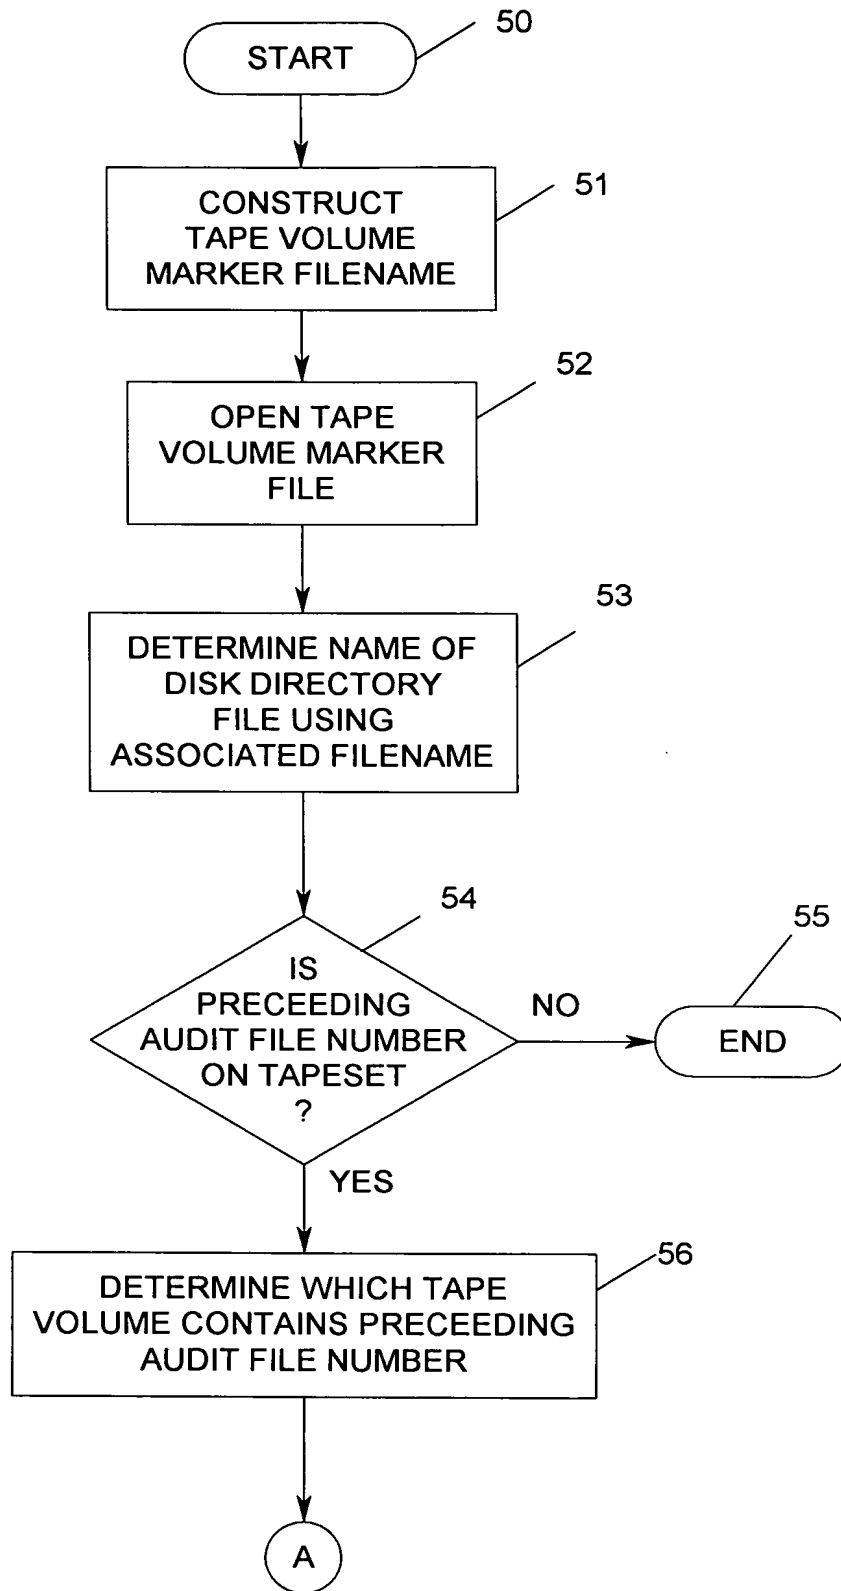 START
50
CONSTRUCT
TAPE VOLUME
MARKER FILENAME
51
OPEN TAPE
VOLUME MARKER
FILE
52
DETERMINE NAME OF
DISK DIRECTORY
FILE USING
ASSOCIATED FILENAME
53
IS
PRECEEDING
AUDIT FILE NUMBER
ON TAPESET
?
54
NO
END
55
YES
DETERMINE WHICH TAPE
VOLUME CONTAINS PRECEEDING
AUDIT FILE NUMBER
56
A